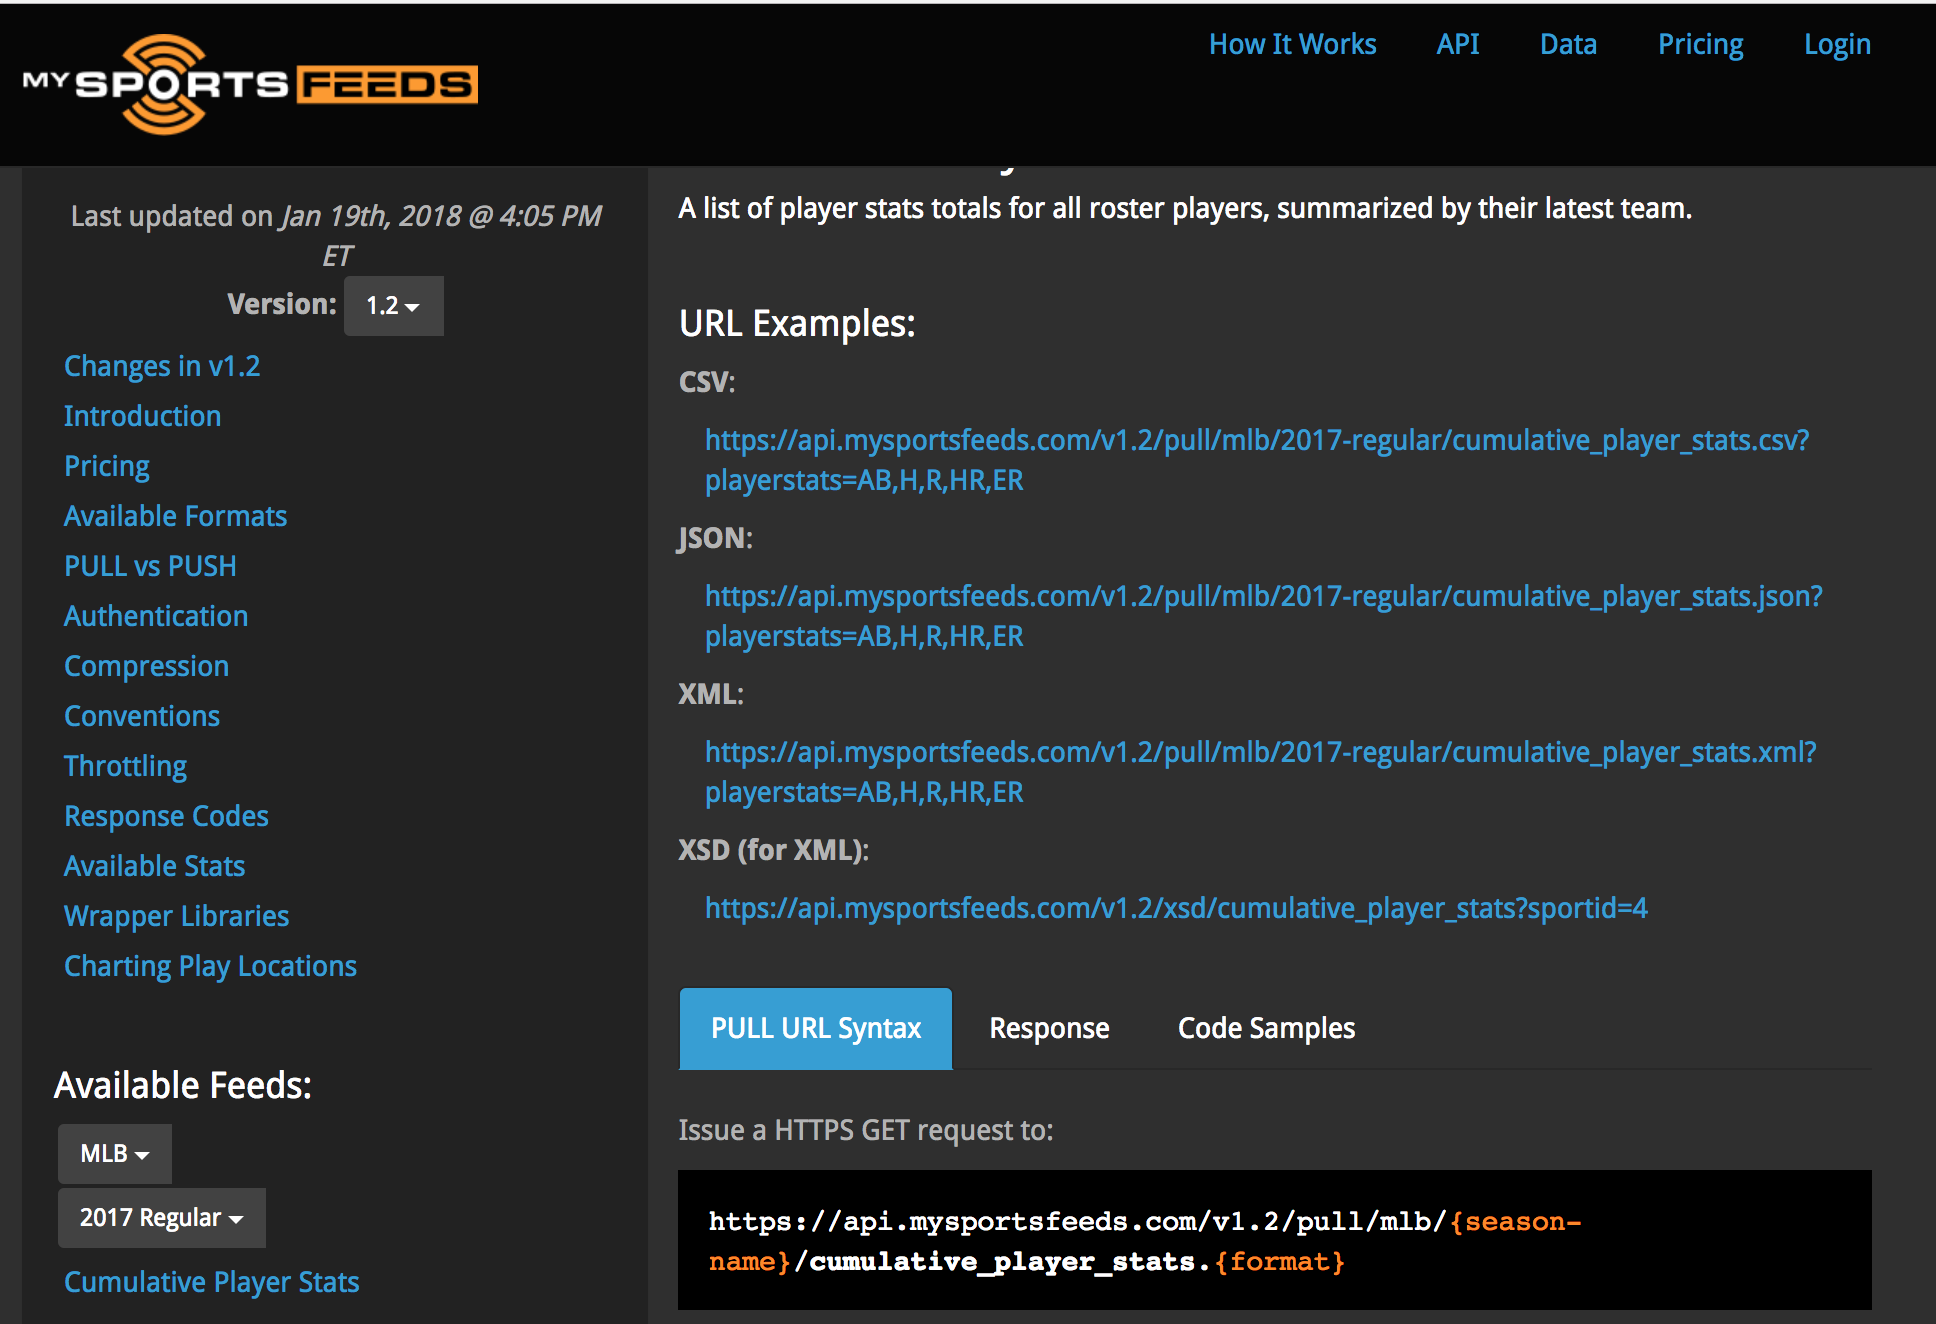 MY SPORTS FEEDS
How It Works API Data Pricing Login
Last updated on Jan 19th, 2018 @ 4:05 PM
ET
Version: 1.2
Changes in v1.2
Introduction
Pricing
Available Formats
PULL vs PUSH
Authentication
Compression
Conventions
Throttling
Response Codes
Available Stats
Wrapper Libraries
Charting Play Locations
Available Feeds:
MLB
2017 Regular
Cumulative Player Stats
A list of player stats totals for all roster players, summarized by their latest team.
URL Examples:
CSV:
https://api.mysportsfeeds.com/v1.2/pull/mlb/2017-regular/cumulative_player_stats.csv?
playerstats=AB,H,R,HR,ER
JSON:
https://api.mysportsfeeds.com/v1.2/pull/mlb/2017-regular/cumulative_player_stats.json?
playerstats=AB,H,R,HR,ER
XML:
https://api.mysportsfeeds.com/v1.2/pull/mlb/2017-regular/cumulative_player_stats.xml?
playerstats=AB,H,R,HR,ER
XSD (for XML):
https://api.mysportsfeeds.com/v1.2/xsd/cumulative_player_stats?sportid=4
PULL URL Syntax Response Code Samples
Issue a HTTPS GET request to:
https://api.mysportsfeeds.com/v1.2/pull/mlb/{season-
name}/cumulative_player_stats.{format}